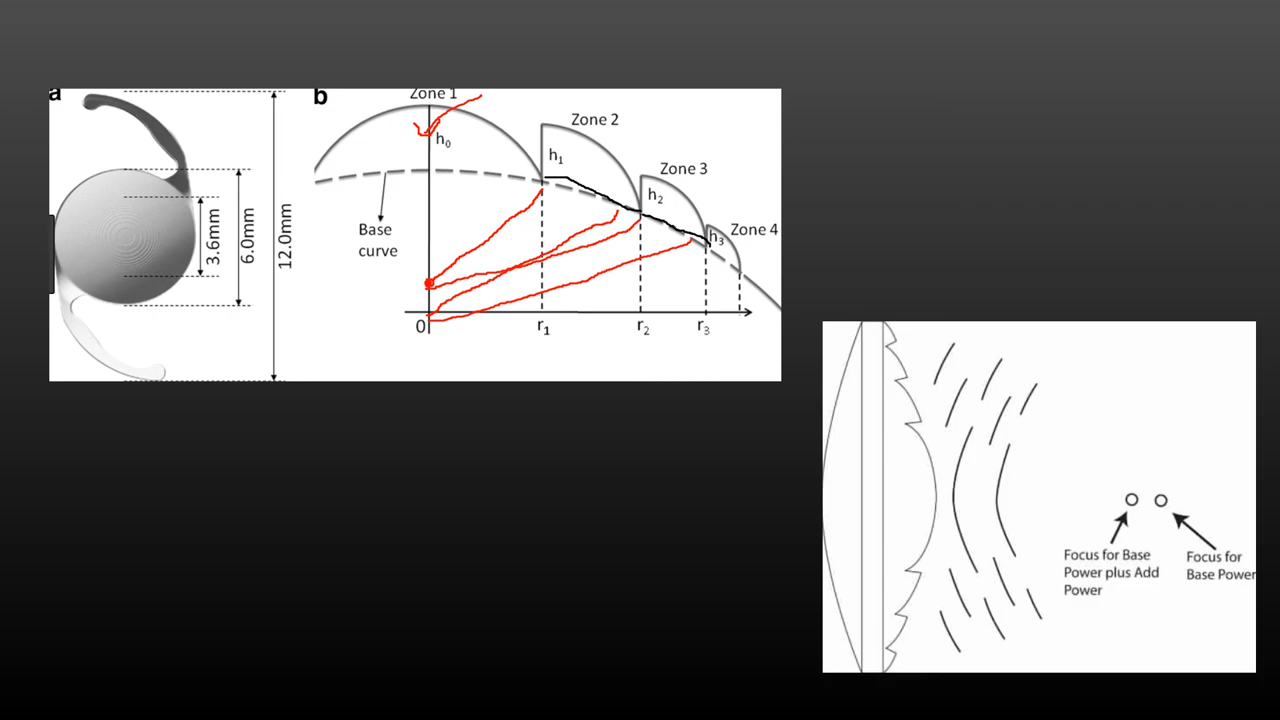 a
3.6mm
6.0mm
12.0mm
b
Zone 1
h₀
Zone 2
h₁
Zone 3
h₂
Zone 4
h₃
Base
curve
0
r₁
r₂
r₃
Focus for Base
Power plus Add
Power
Focus for
Base Power